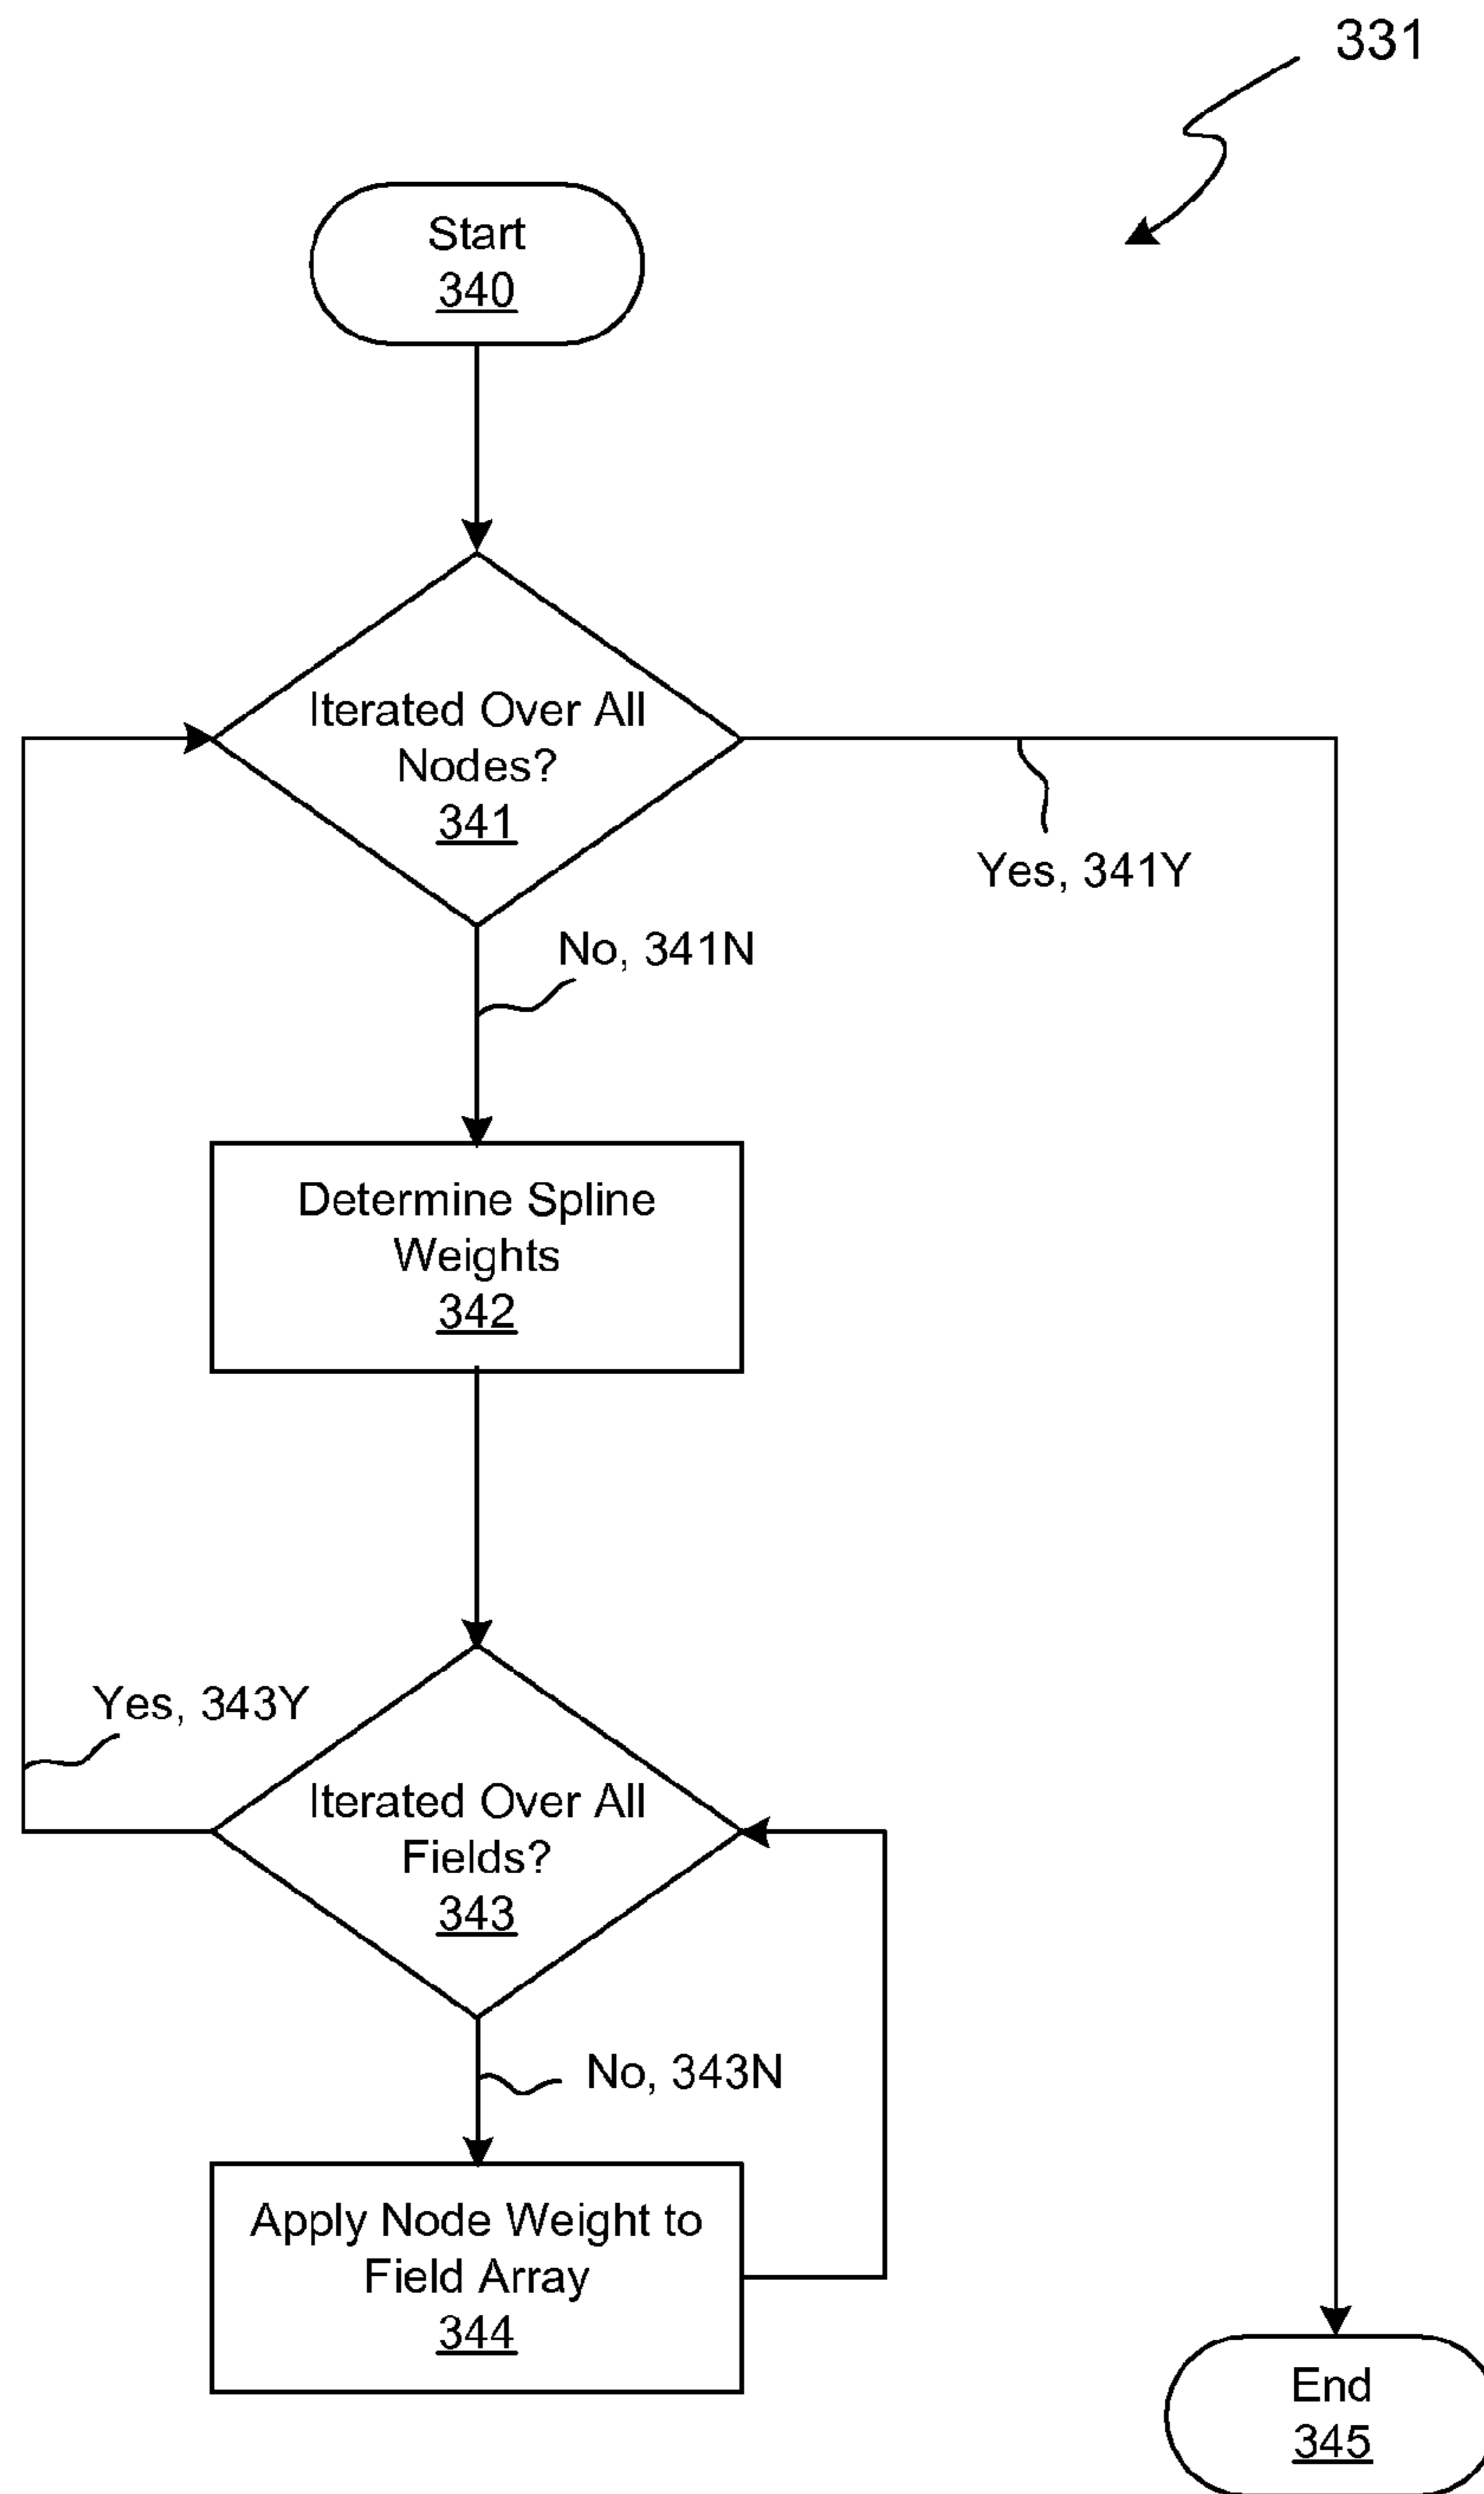 331
Start
340
Iterated Over All
Nodes?
341
Yes, 341Y
No, 341N
Determine Spline
Weights
342
Yes, 343Y
Iterated Over All
Fields?
343
No, 343N
Apply Node Weight to
Field Array
344
End
345